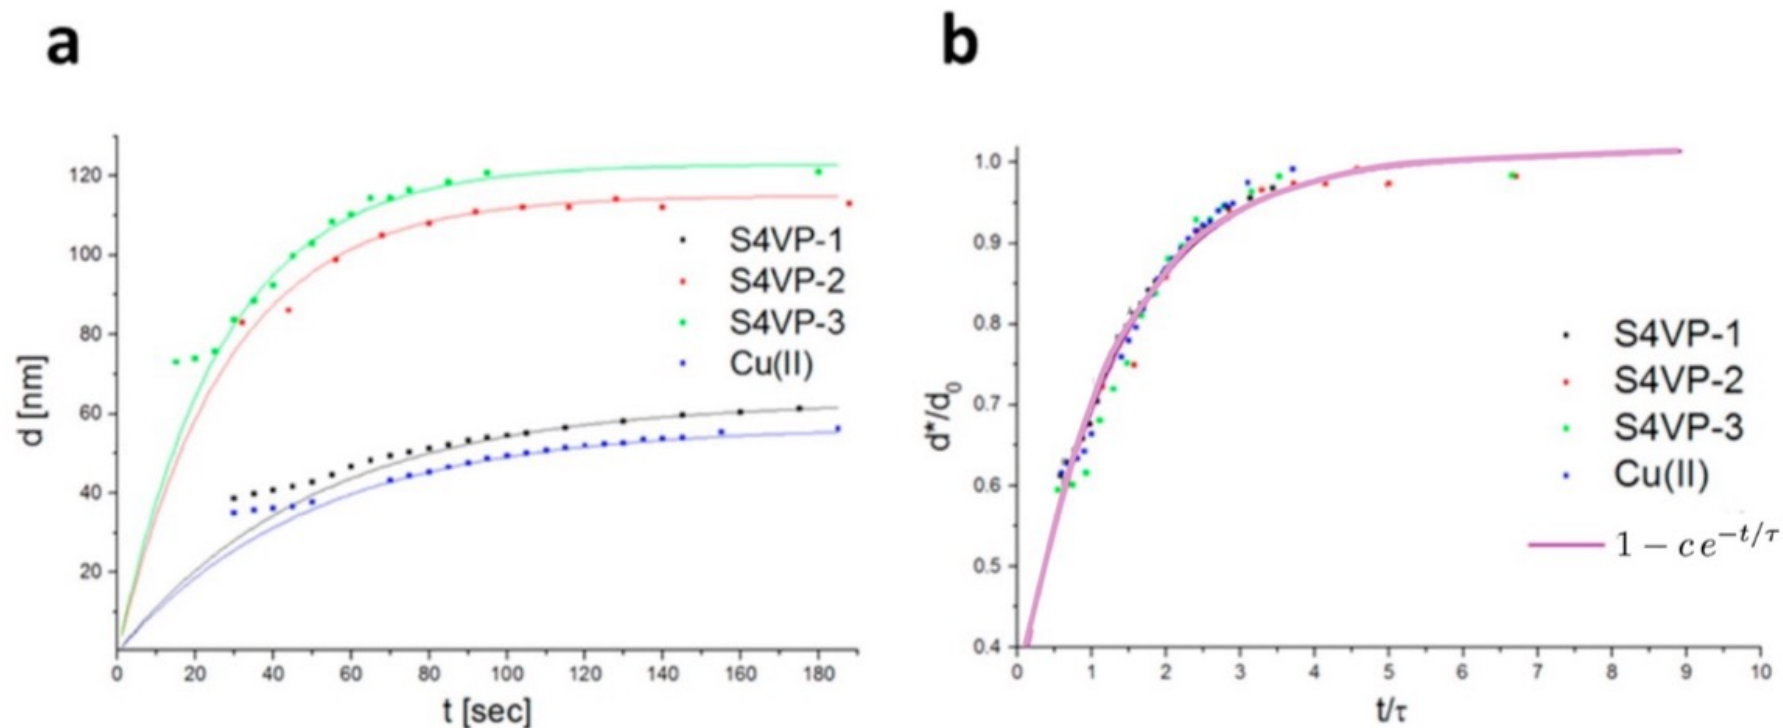 a
b
120
100
80
60
40
20
0
20
40
60
80
100
120
140
160
180
d [nm]
t [sec]
S4VP-1
S4VP-2
S4VP-3
Cu(II)
1.0
0.9
0.8
0.7
0.6
0.5
0.4
0
1
2
3
4
5
6
7
8
9
10
d*/d₀
t/τ
S4VP-1
S4VP-2
S4VP-3
Cu(II)
1 − c e^{−t/τ}